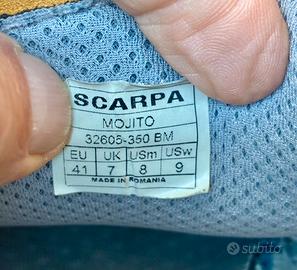 SCARPA
MOJITO
32605-350 BM
EU UK USm USw
41 7 8 9
MADE IN ROMANIA
subito